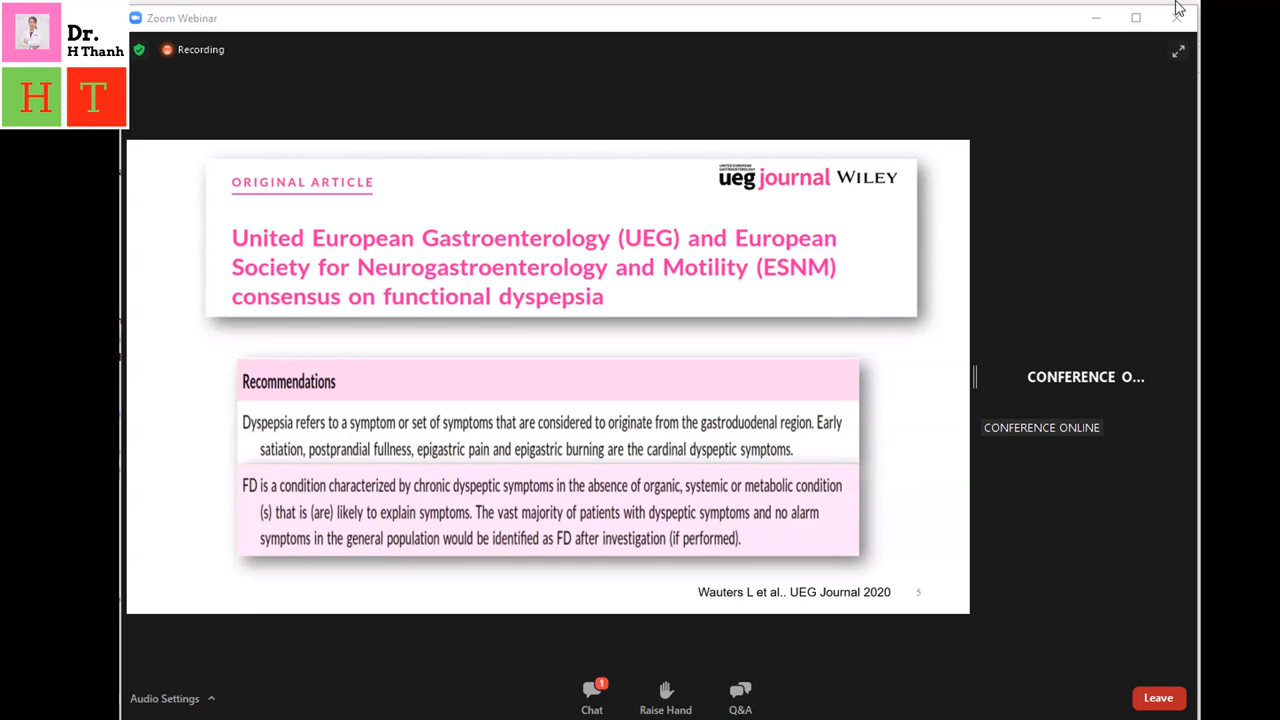 Zoom Webinar
Dr.
H Thanh
H T
Recording
ORIGINAL ARTICLE
UNITED EUROPEAN GASTROENTEROLOGY
ueg journal WILEY
United European Gastroenterology (UEG) and European
Society for Neurogastroenterology and Motility (ESNM)
consensus on functional dyspepsia
Recommendations
Dyspepsia refers to a symptom or set of symptoms that are considered to originate from the gastroduodenal region. Early
satiation, postprandial fullness, epigastric pain and epigastric burning are the cardinal dyspeptic symptoms.
FD is a condition characterized by chronic dyspeptic symptoms in the absence of organic, systemic or metabolic condition
(s) that is (are) likely to explain symptoms. The vast majority of patients with dyspeptic symptoms and no alarm
symptoms in the general population would be identified as FD after investigation (if performed).
Wauters L et al.. UEG Journal 2020 5
CONFERENCE O...
CONFERENCE ONLINE
Audio Settings
1
Chat
Raise Hand
Q&A
Leave